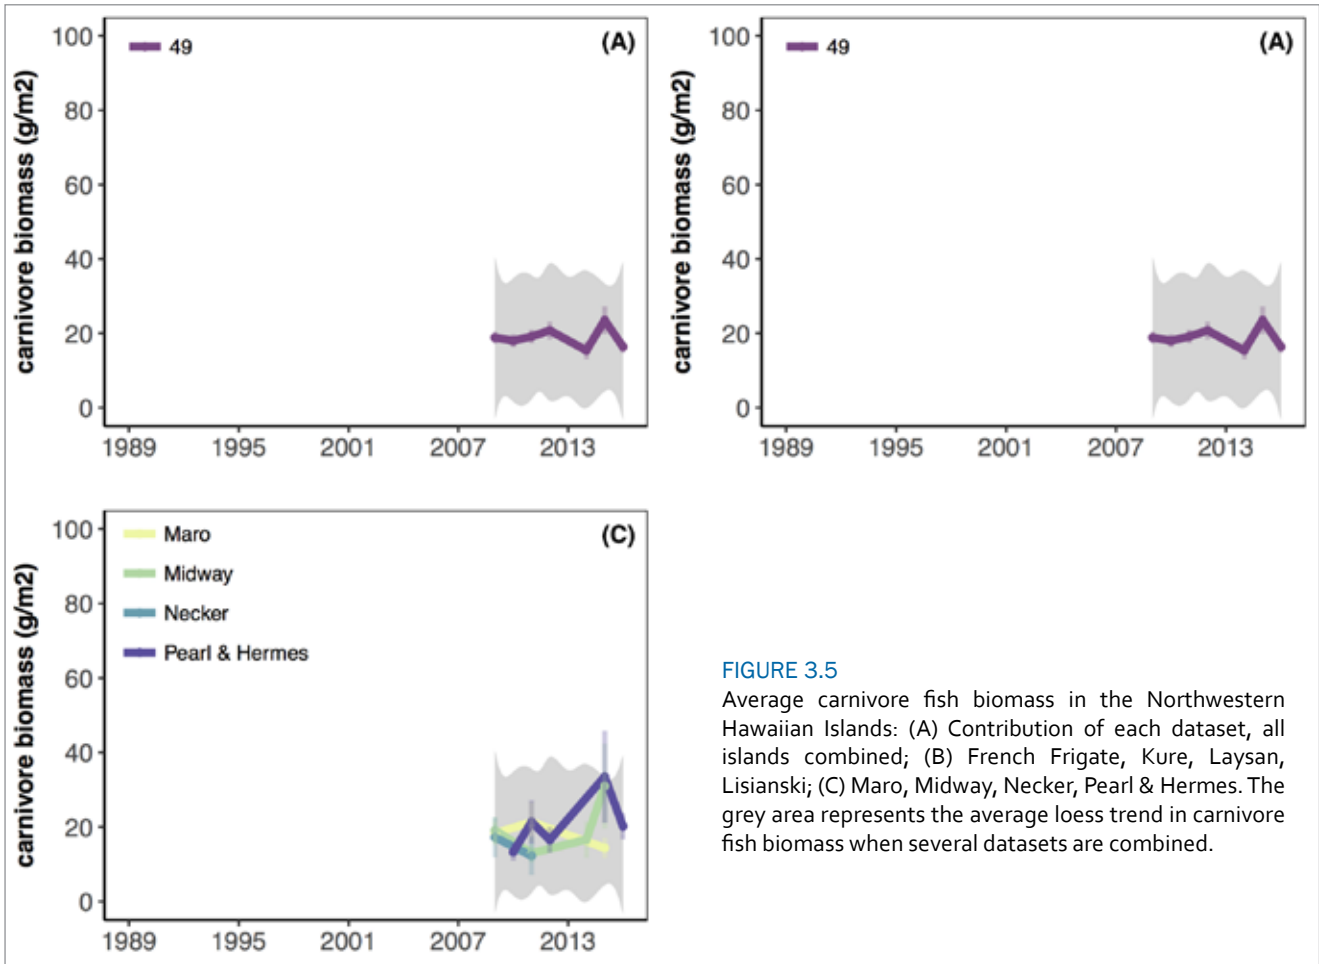 100
80
60
40
20
0
carnivore biomass (g/m2)
49
(A)
1989 1995 2001 2007 2013
100
80
60
40
20
0
carnivore biomass (g/m2)
49
(A)
1989 1995 2001 2007 2013
100
80
60
40
20
0
carnivore biomass (g/m2)
Maro
Midway
Necker
Pearl & Hermes
(C)
1989 1995 2001 2007 2013
FIGURE 3.5
Average carnivore fish biomass in the Northwestern
Hawaiian Islands: (A) Contribution of each dataset, all
islands combined; (B) French Frigate, Kure, Laysan,
Lisianski; (C) Maro, Midway, Necker, Pearl & Hermes. The
grey area represents the average loess trend in carnivore
fish biomass when several datasets are combined.